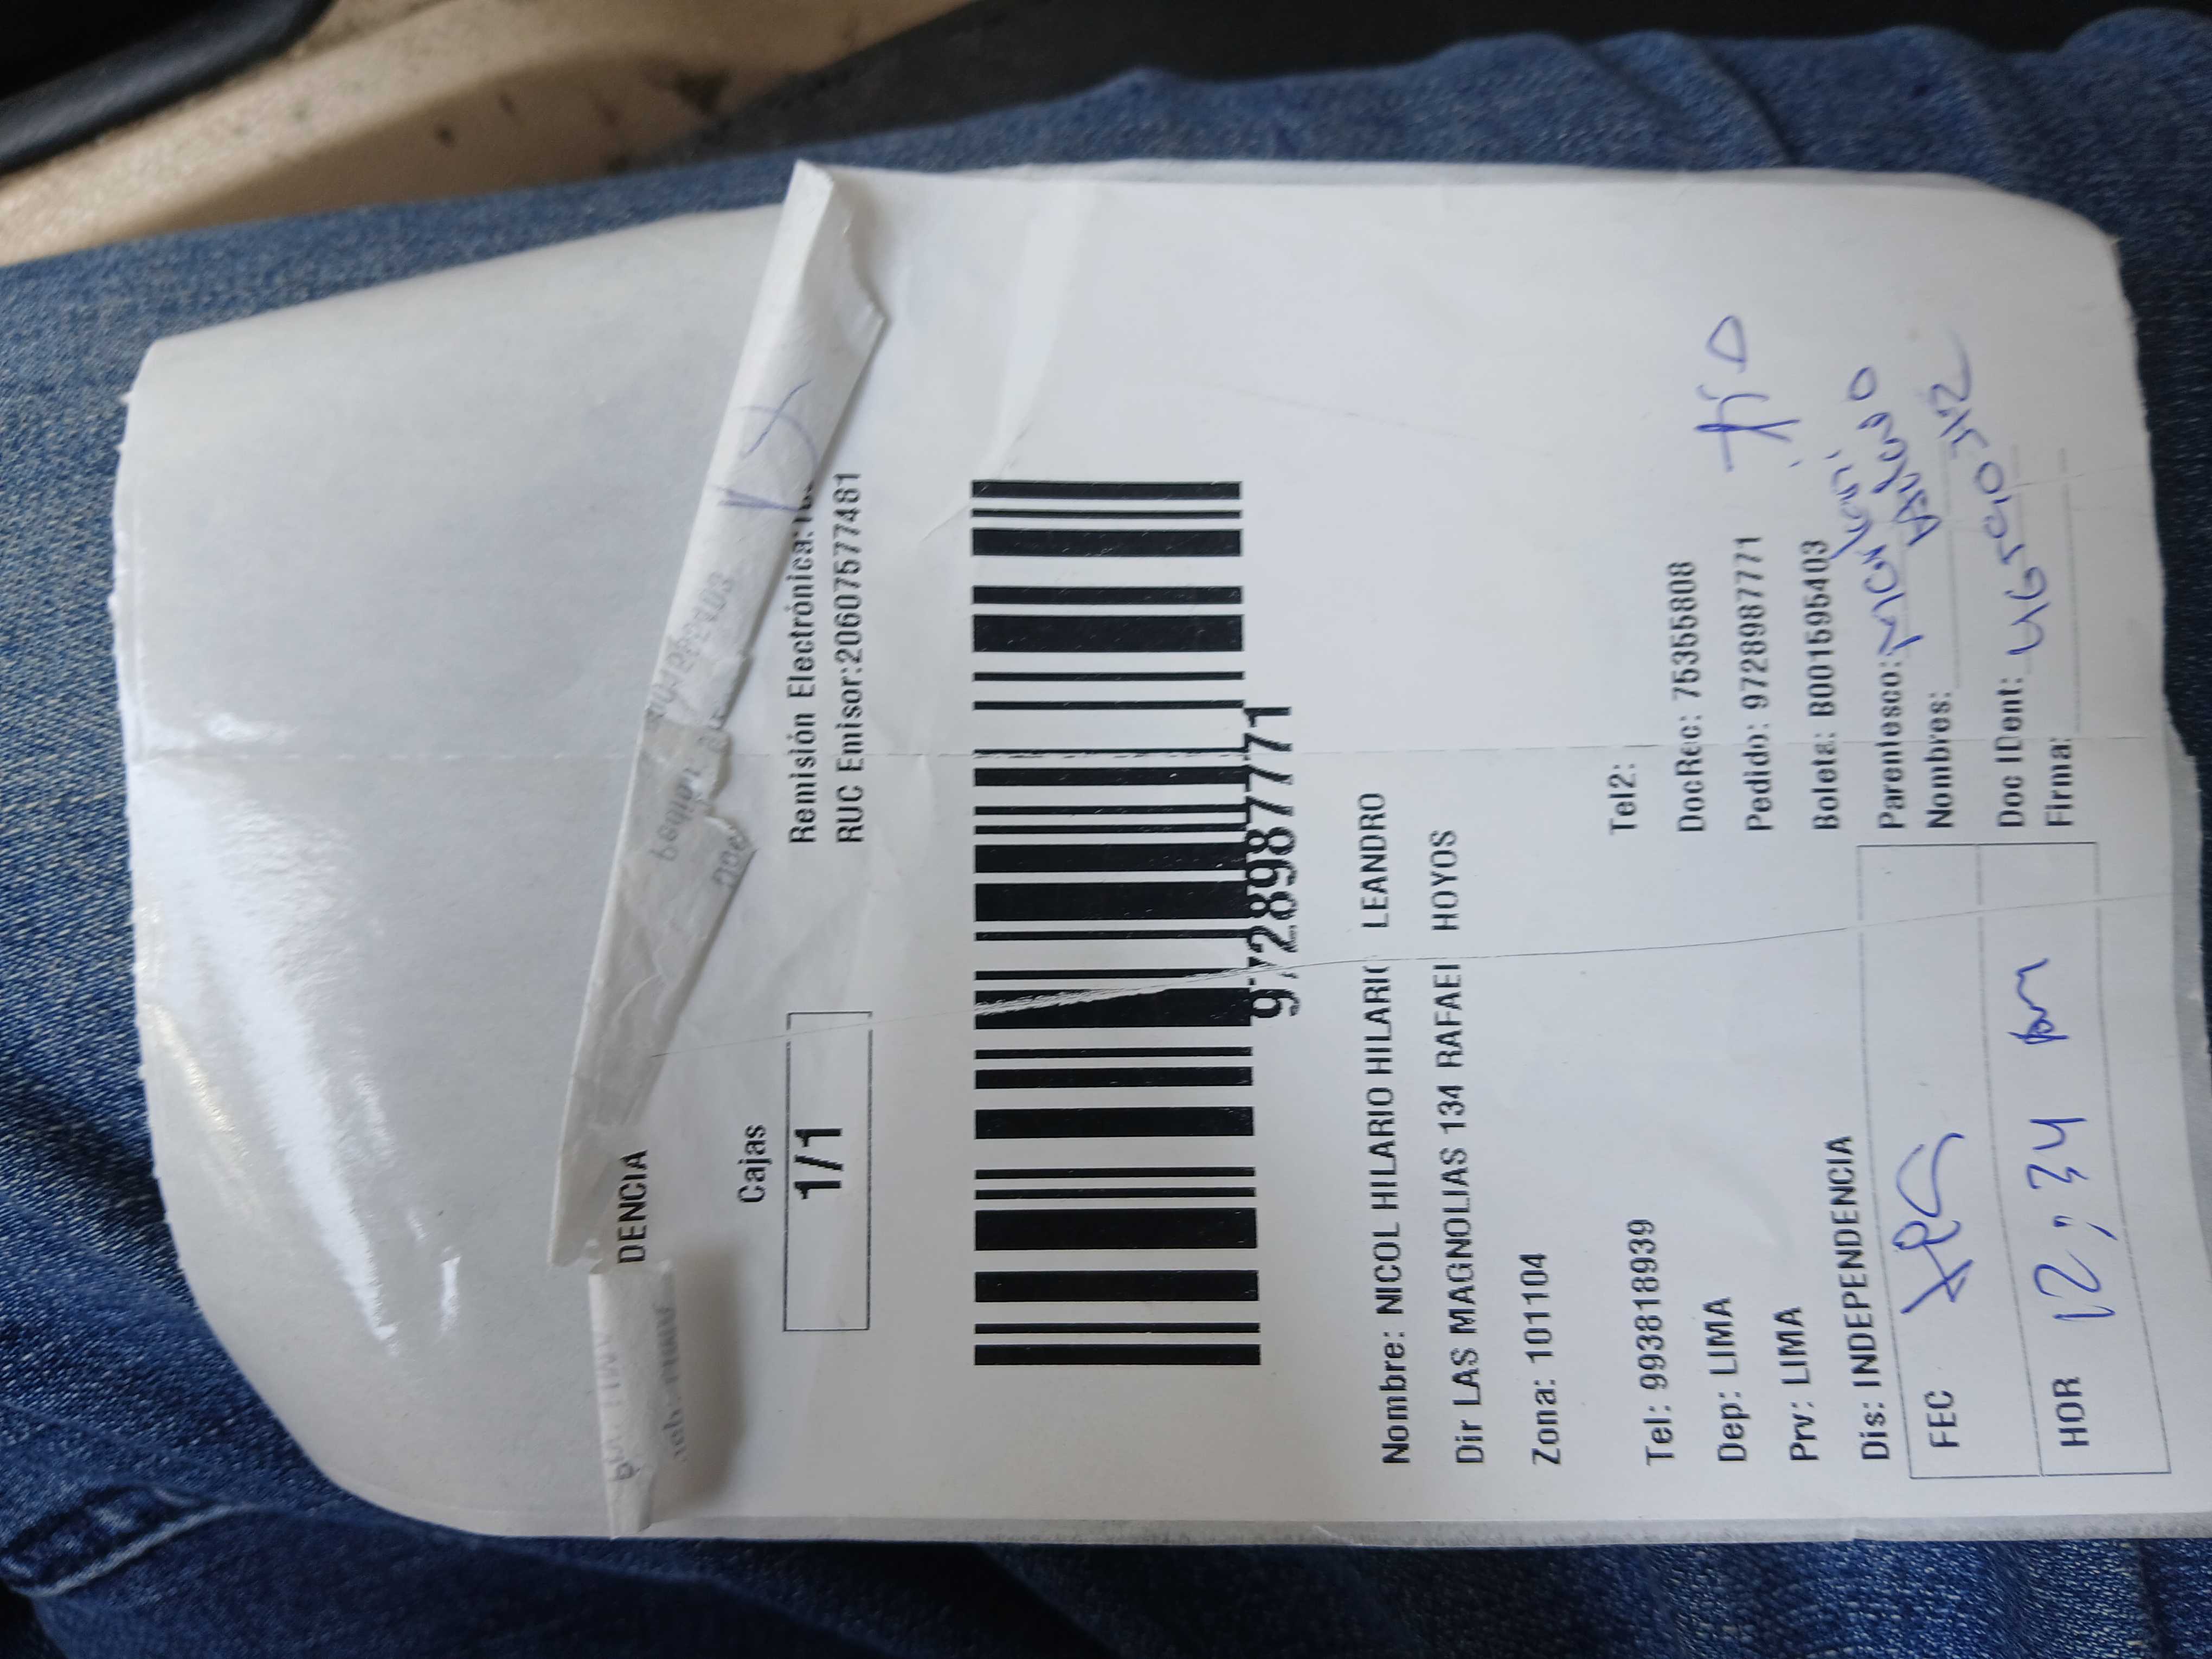 DENCIA
Cajas
1/1
Remisión Electrónica:
RUC Emisor:20607577481
9728987771
Nombre: NICOL HILARIO HILARIO LEANDRO
Dir LAS MAGNOLIAS 134 RAFAEL HOYOS
Zona: 101104
Tel: 993818939
Tel2:
Dep: LIMA
DocRec: 75355808
Prv: LIMA
Pedido: 9728987771
tío
Dis: INDEPENDENCIA
Boleta: B001595403
FEC
Parentesco:
Nombres:
HOR 12:34 pm
Doc IDent:
Firma: